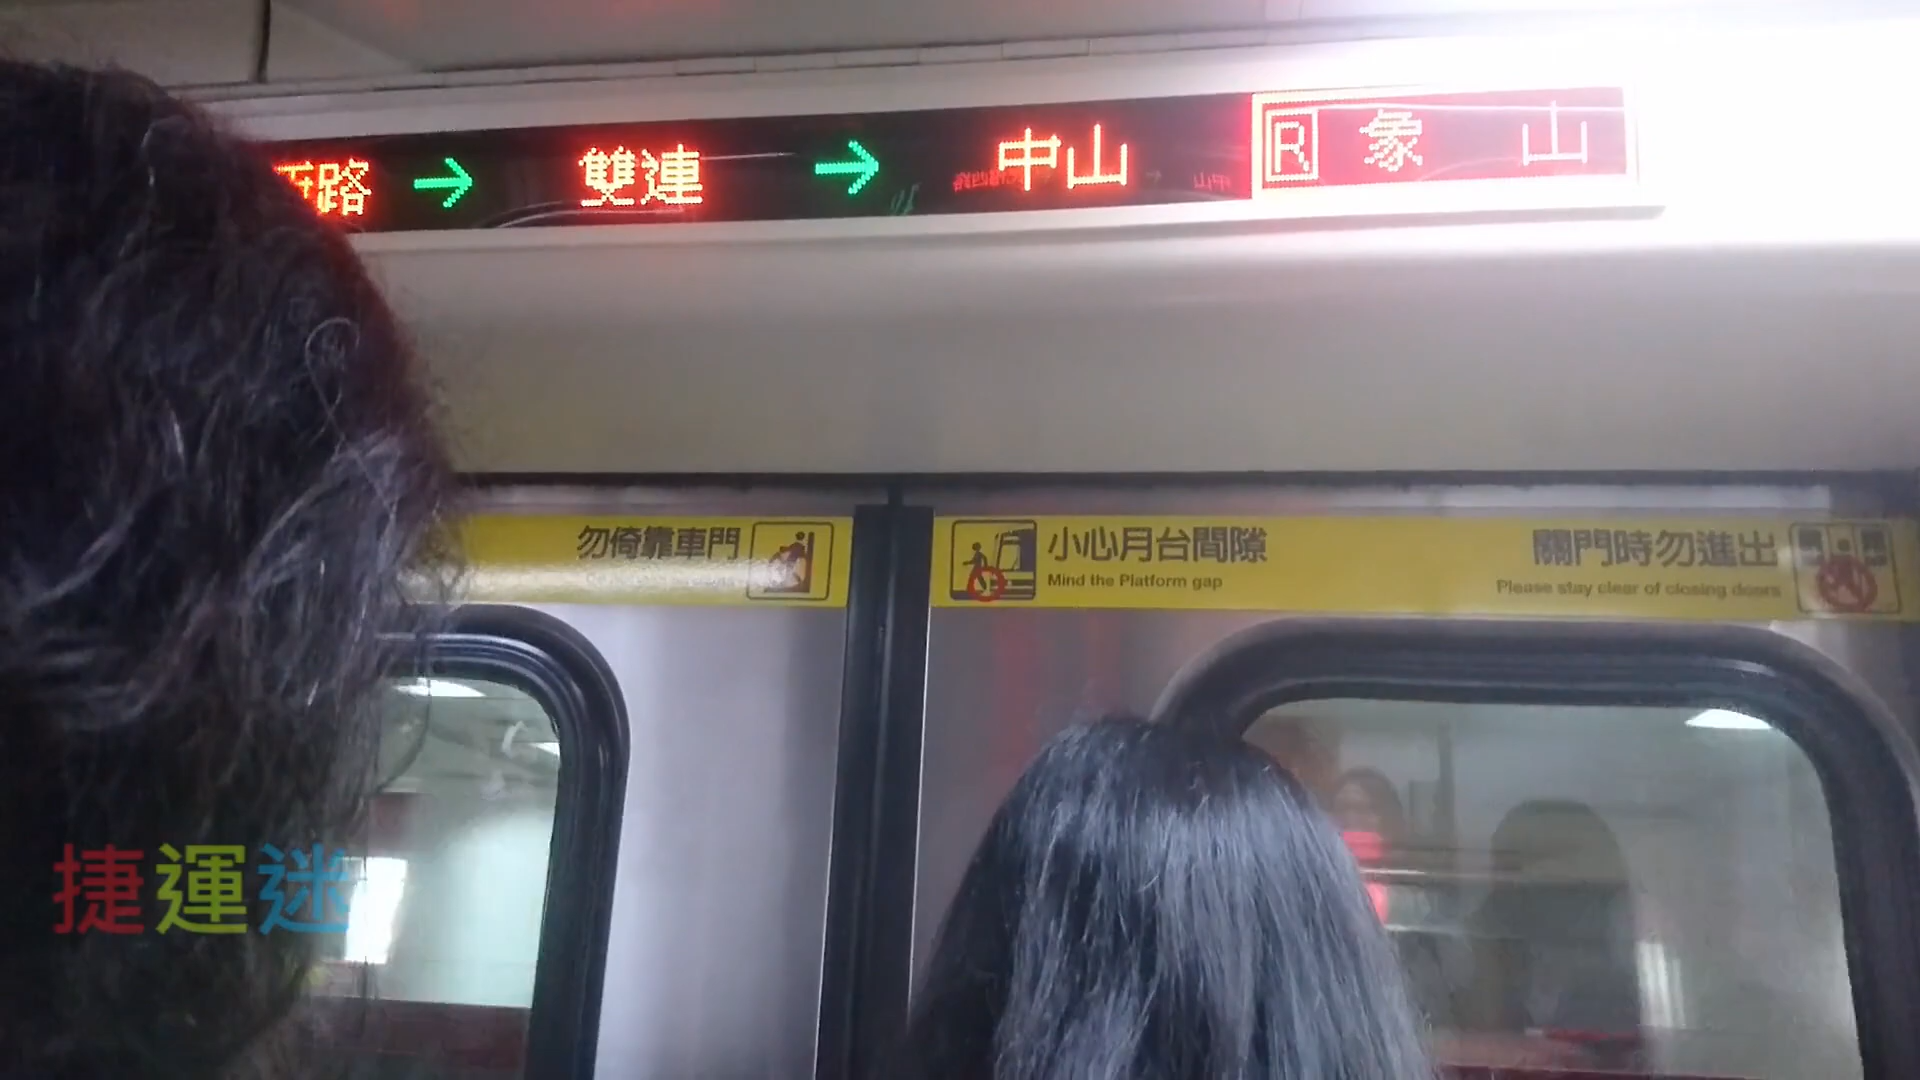 路 → 雙連 → 中山 R 象 山
勿倚靠車門
小心月台間隙
Mind the Platform gap
關門時勿進出
Please stay clear of closing doors
捷運迷